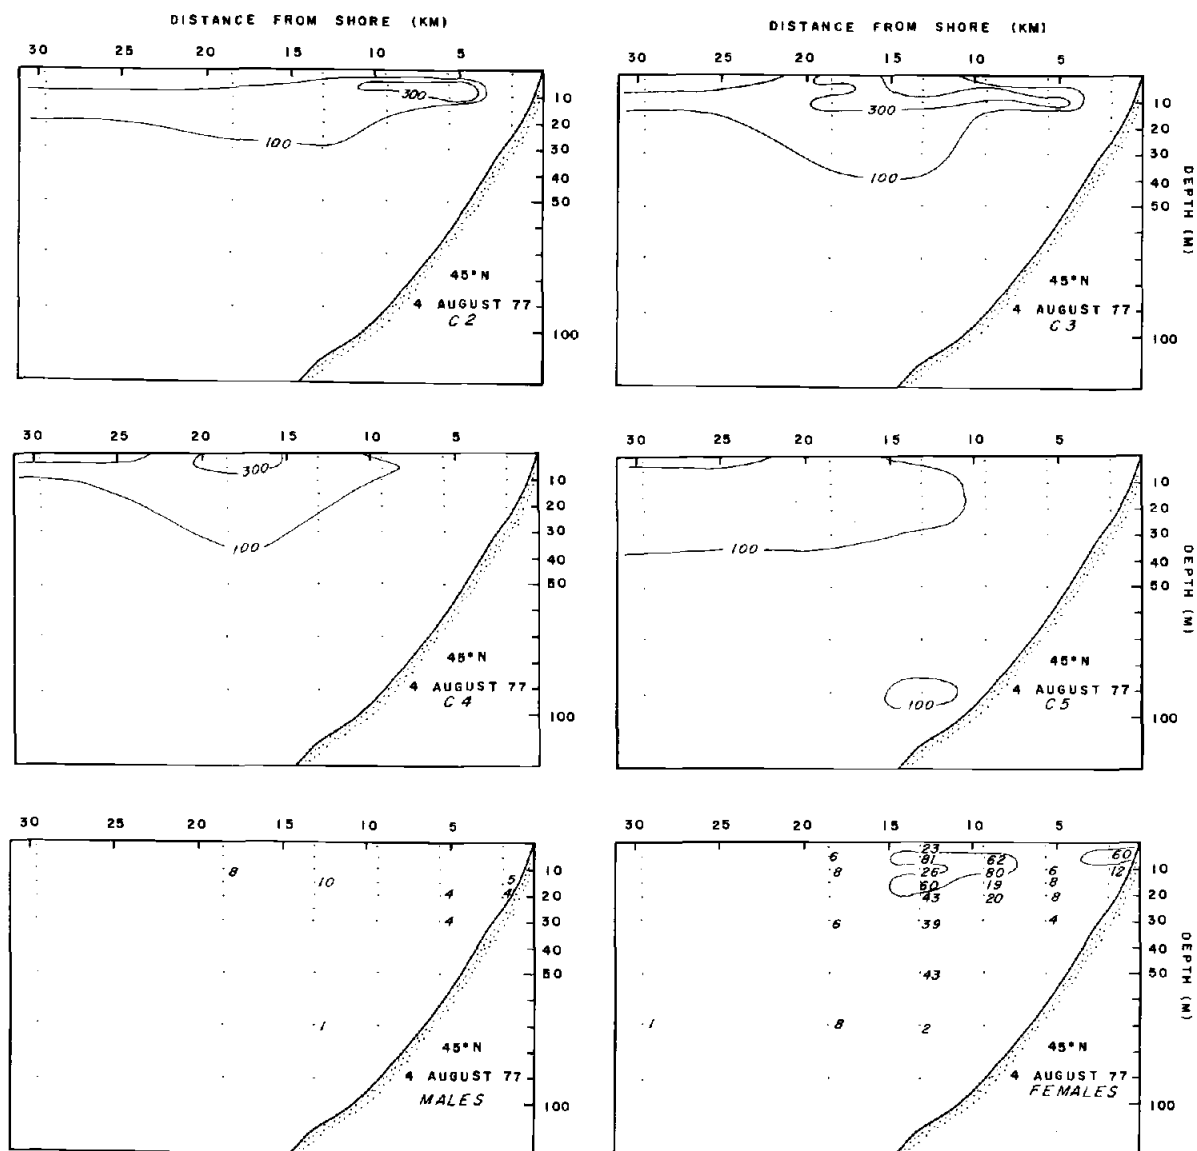 DISTANCE FROM SHORE (KM)
30 25 20 15 10 5
300
100
10
20
30
40
50
100
45°N
4 AUGUST 77
C2
DISTANCE FROM SHORE (KM)
30 25 20 15 10 5
300
100
10
20
30
40
50
100
DEPTH (M)
45°N
4 AUGUST 77
C3
30 25 20 15 10 5
300
100
10
20
30
40
50
100
45°N
4 AUGUST 77
C4
30 25 20 15 10 5
100
100
10
20
30
40
50
100
DEPTH (M)
45°N
4 AUGUST 77
C5
30 25 20 15 10 5
8 10 5
4 4
4
1
10
20
30
40
50
100
45°N
4 AUGUST 77
MALES
30 25 20 15 10 5
23
6 81 62 60
8 26 80 6 12
60 19 8
43 20 8
6 39 4
43
1 8 2
10
20
30
40
50
100
DEPTH (M)
45°N
4 AUGUST 77
FEMALES